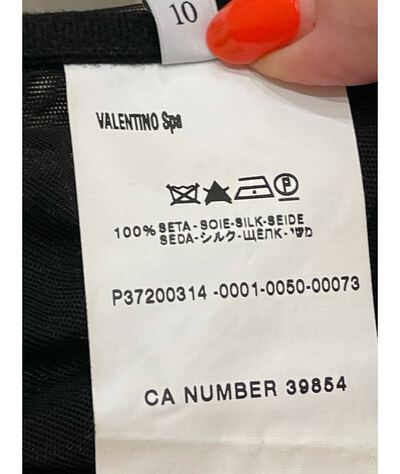 10
VALENTINO Spa
P
100% SETA-SOIE-SILK-SEIDE
SEDA-シルク-ШЁЛК-משי
P37200314 -0001-0050-00073
CA NUMBER 39854